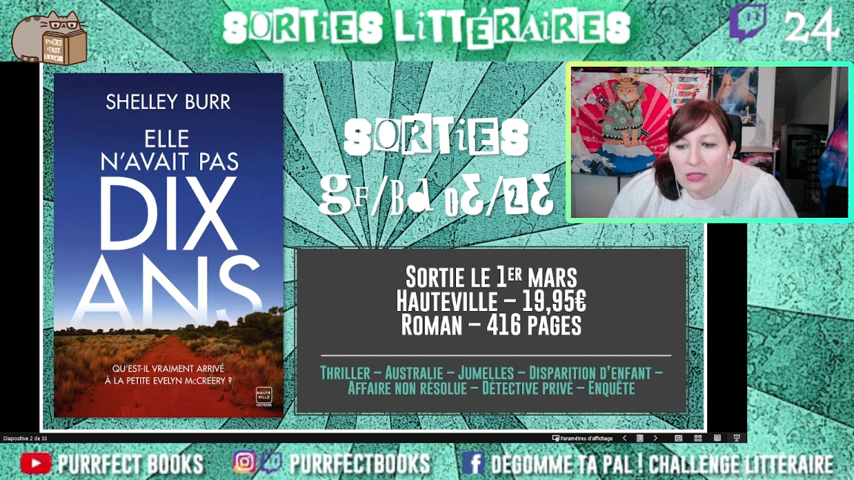 SORTIES LITTÉRAIRES
24
SHELLEY BURR
ELLE
N'AVAIT PAS
DIX
ANS
QU'EST-IL VRAIMENT ARRIVÉ
À LA PETITE EVELYN McCREERY ?
HAUTE
VILLE
SORTIES
GF/BD 03/23
SORTIE LE 1ER MARS
HAUTEVILLE – 19,95€
ROMAN – 416 PAGES
THRILLER – AUSTRALIE – JUMELLES – DISPARITION D'ENFANT –
AFFAIRE NON RÉSOLUE – DÉTECTIVE PRIVÉ – ENQUÊTE
Diapositive 2 de 33
Paramètres d'affichage
PURRFECT BOOKS
PURRFECTBOOKS
DÉGOMME TA PAL ! CHALLENGE LITTÉRAIRE